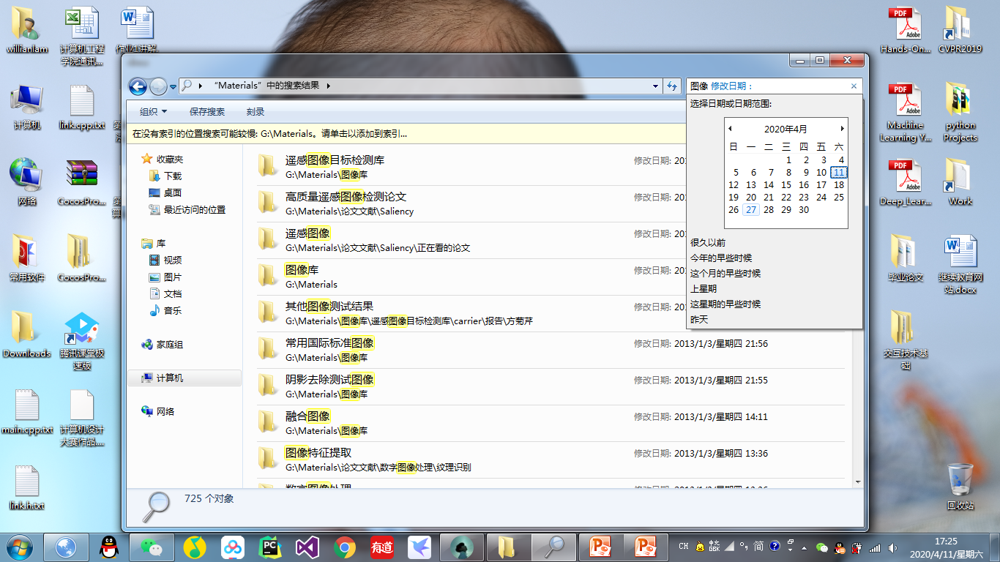 willianlam
计算机工程
学院通讯...
作业1讲解.
计算机
link.cpp.txt
网络
CocosPro...
常用软件
CocosPro...
Downloads
腾讯课堂极
速版
main.cpp.txt
计算机设计
大赛作品....
link.h.txt
"Materials" 中的搜索结果
图像 修改日期：
组织
保存搜索
刻录
在没有索引的位置搜索可能较慢: G:\Materials。请单击以添加到索引...
收藏夹
下载
桌面
最近访问的位置
库
视频
图片
文档
音乐
家庭组
计算机
网络
遥感图像目标检测库
修改日期: 201
G:\Materials\图像库
高质量遥感图像检测论文
修改日期: 201
G:\Materials\论文文献\Saliency
遥感图像
修改日期: 201
G:\Materials\论文文献\Saliency\正在看的论文
图像库
修改日期: 201
G:\Materials
其他图像测试结果
修改日期: 201
G:\Materials\图像库\遥感图像目标检测库\carrier\报告\方菊芹
常用国际标准图像
修改日期: 2013/1/3/星期四 21:56
G:\Materials\图像库
阴影去除测试图像
修改日期: 2013/1/3/星期四 21:55
G:\Materials\图像库
融合图像
修改日期: 2013/1/3/星期四 14:11
G:\Materials\图像库
图像特征提取
修改日期: 2013/1/3/星期四 13:36
G:\Materials\论文文献\数字图像处理\纹理识别
数字图像处理
725 个对象
选择日期或日期范围:
2020年4月
日 一 二 三 四 五 六
1 2 3 4
5 6 7 8 9 10 11
12 13 14 15 16 17 18
19 20 21 22 23 24 25
26 27 28 29 30
很久以前
今年的早些时候
这个月的早些时候
上星期
这星期的早些时候
昨天
PDF
Adobe
Hands-On...
CVPR2019
PDF
Adobe
Machine
Learning Y...
python
Projects
PDF
Adobe
Deep_Lear...
Work
毕业论文
继续教育网
站.docx
交互技术基
础
回收站
PC
有道
CH
中大
GBK
简
17:25
2020/4/11/星期六